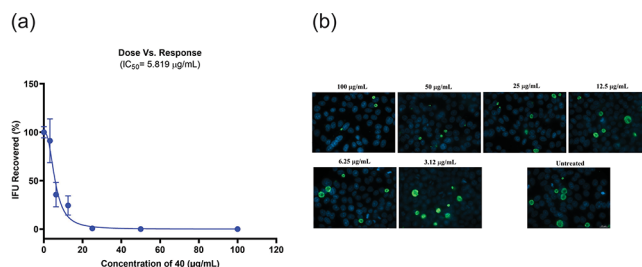 (a)
Dose Vs. Response
(IC50= 5.819 µg/mL)
150
100
50
0
IFU Recovered (%)
0 20 40 60 80 100 120
Concentration of 40 (µg/mL)
(b)
100 µg/mL 50 µg/mL 25 µg/mL 12.5 µg/mL
6.25 µg/mL 3.12 µg/mL Untreated